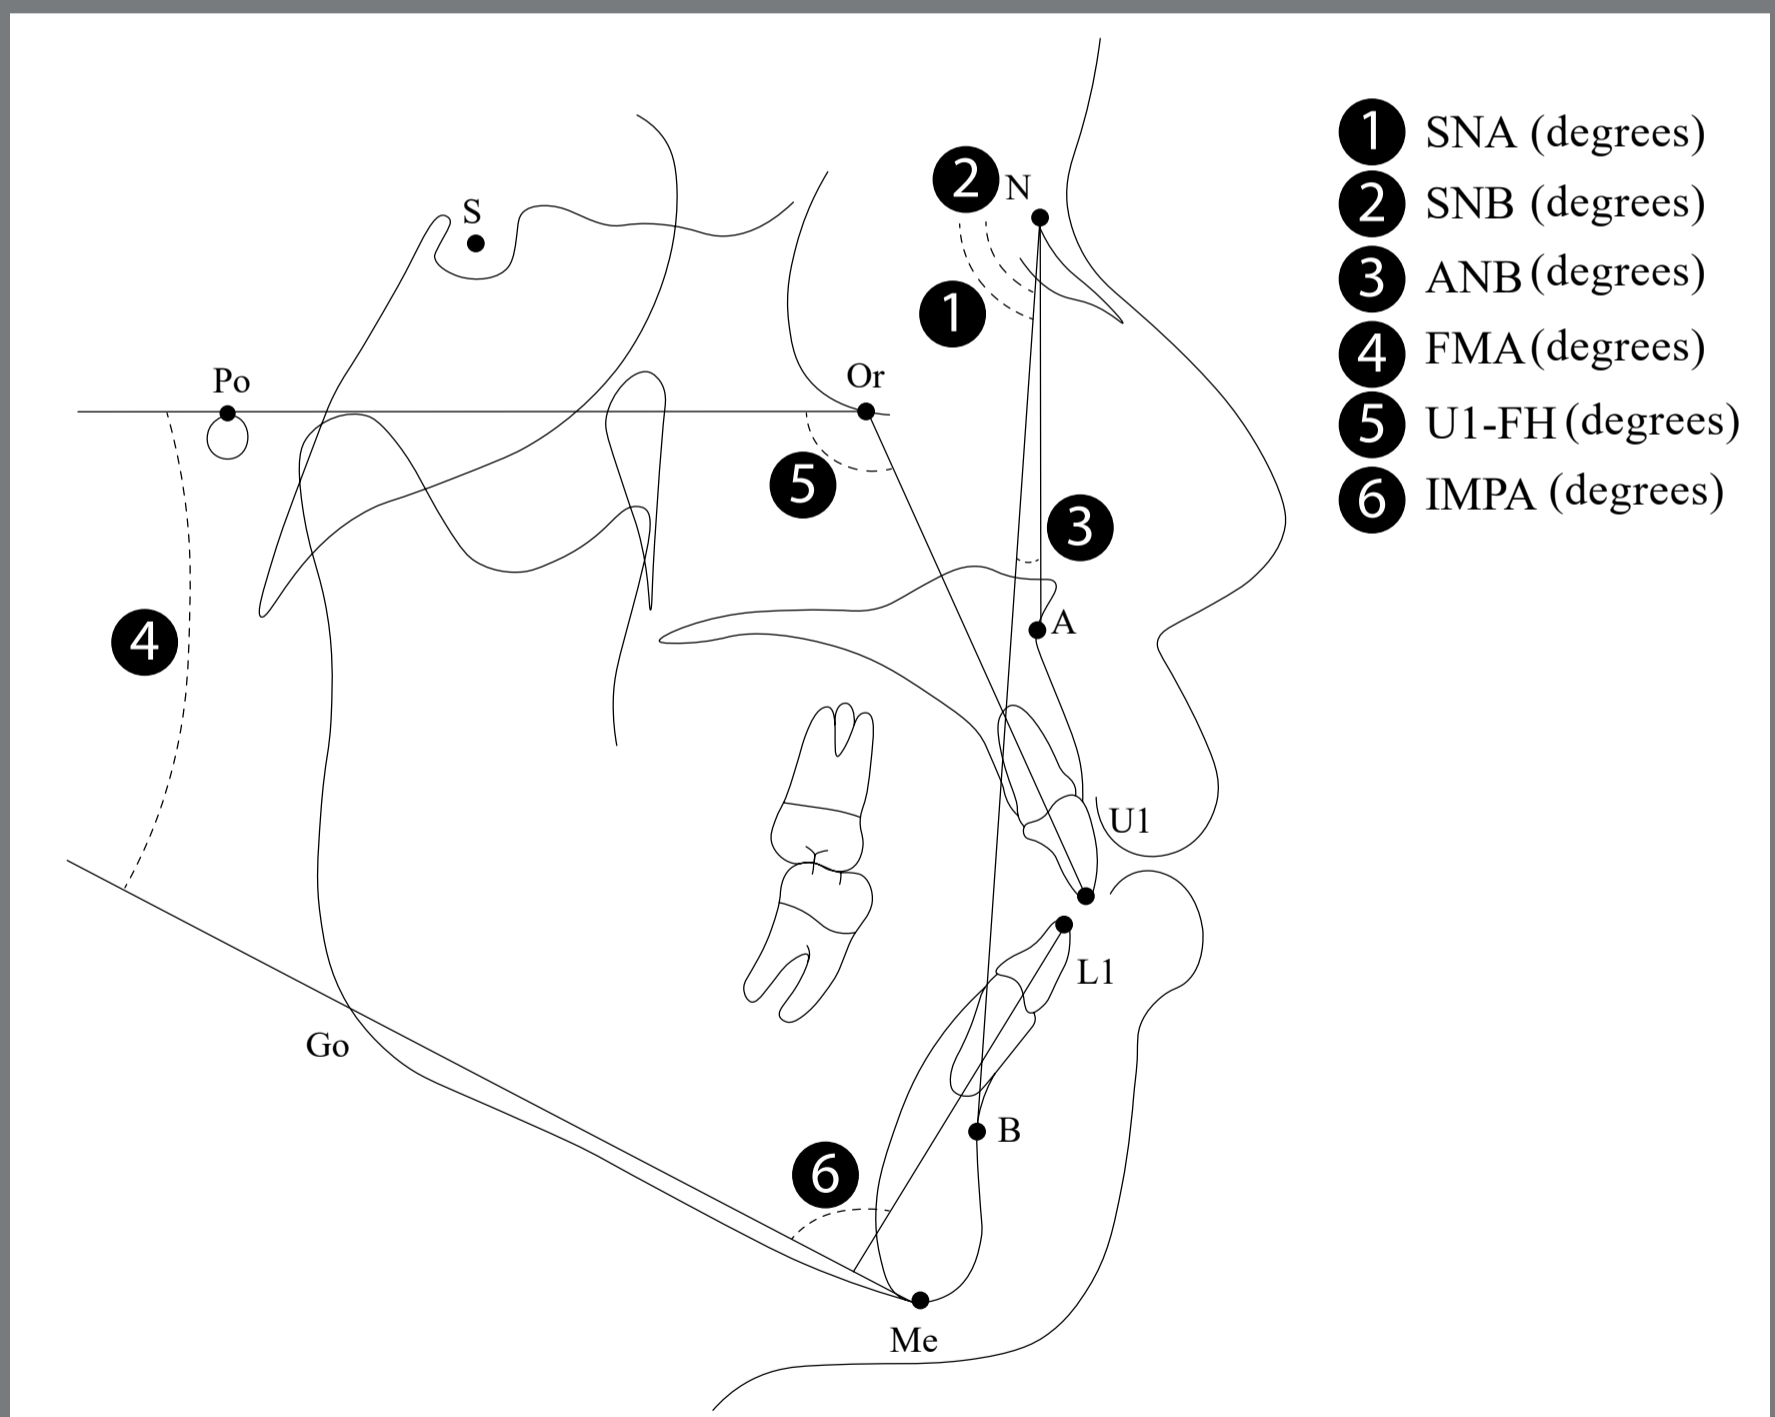 1 SNA (degrees)
2 SNB (degrees)
3 ANB (degrees)
4 FMA (degrees)
5 U1-FH (degrees)
6 IMPA (degrees)
2 N
S
1
Po
Or
5
3
A
4
U1
L1
Go
B
6
Me